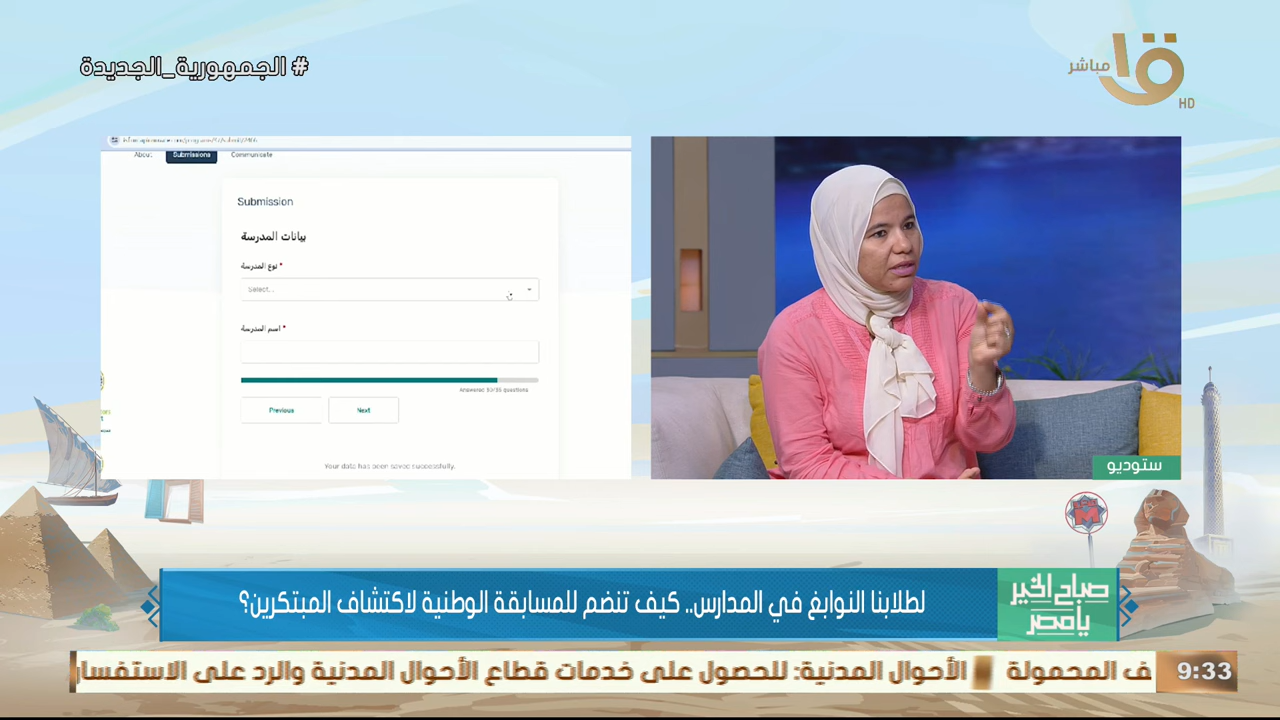 # الجمهورية_الجديدة
مباشر
HD
About
Submissions
Communicate
Submission
بيانات المدرسة
نوع المدرسة *
Select...
اسم المدرسة *
questions
Previous
Next
Your data has been saved successfully.
ستوديو
صباح الخير يا مصر
لطلابنا النوابغ في المدارس.. كيف تنضم للمسابقة الوطنية لاكتشاف المبتكرين؟
9:33
ف المحمولة
الأحوال المدنية: للحصول على خدمات قطاع الأحوال المدنية والرد على الاستفسار